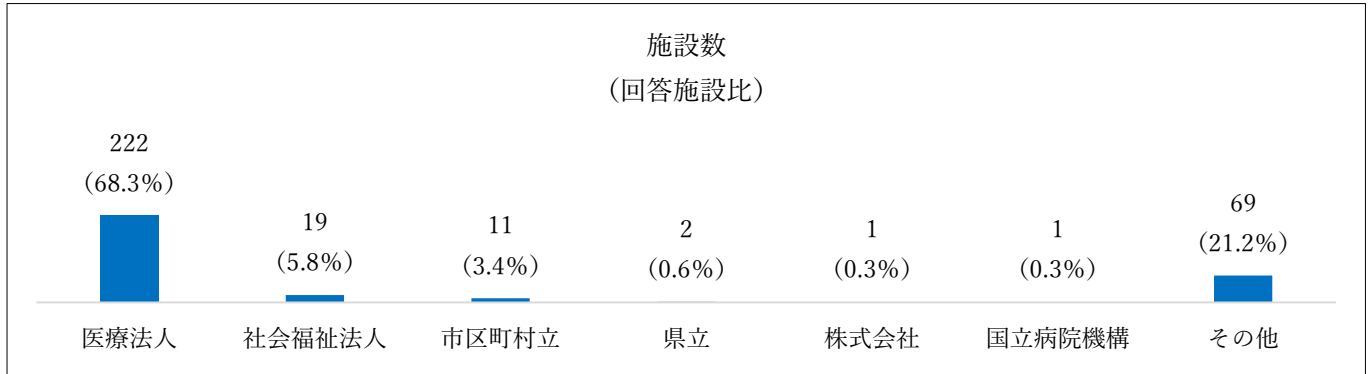 施設数
（回答施設比）
222
（68.3%）
19
（5.8%）
11
（3.4%）
2
（0.6%）
1
（0.3%）
1
（0.3%）
69
（21.2%）
医療法人
社会福祉法人
市区町村立
県立
株式会社
国立病院機構
その他